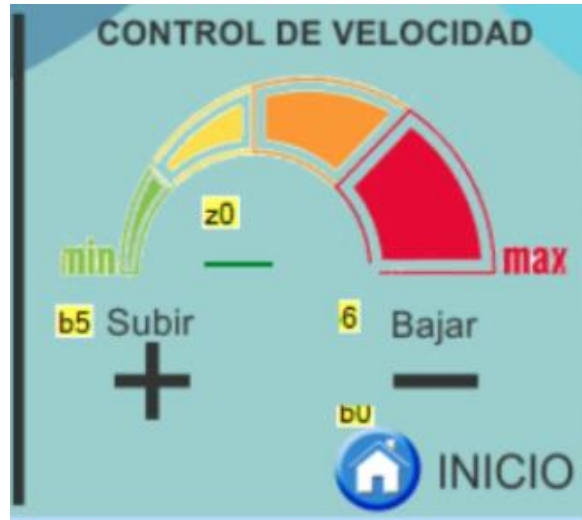 CONTROL DE VELOCIDAD
z0
min
max
b5 Subir
6 Bajar
b0
INICIO